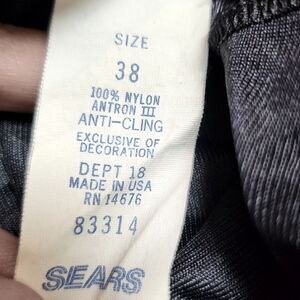 SIZE
38
100% NYLON
ANTRON III
ANTI-CLING
EXCLUSIVE OF
DECORATION
DEPT 18
MADE IN USA
RN 14676
83314
SEARS